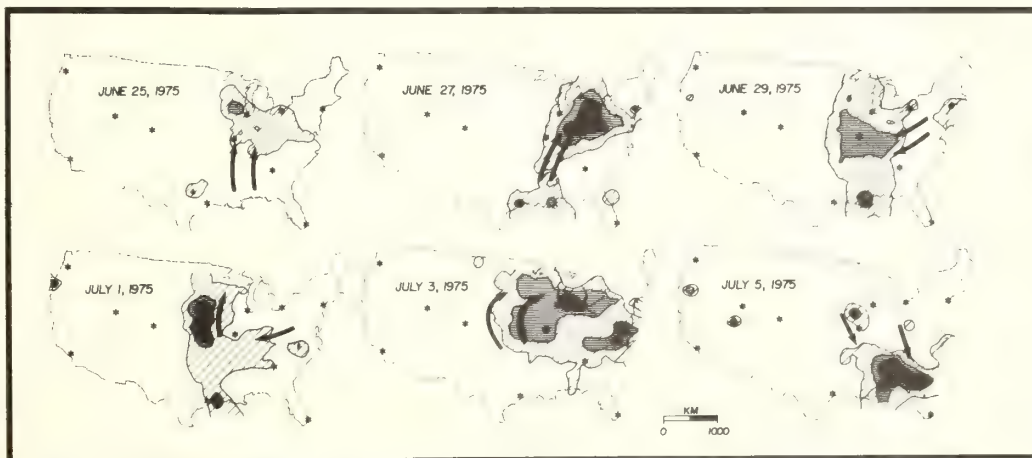 JUNE 25, 1975
JUNE 27, 1975
JUNE 29, 1975
JULY 1, 1975
JULY 3, 1975
JULY 5, 1975
KM
0 1000